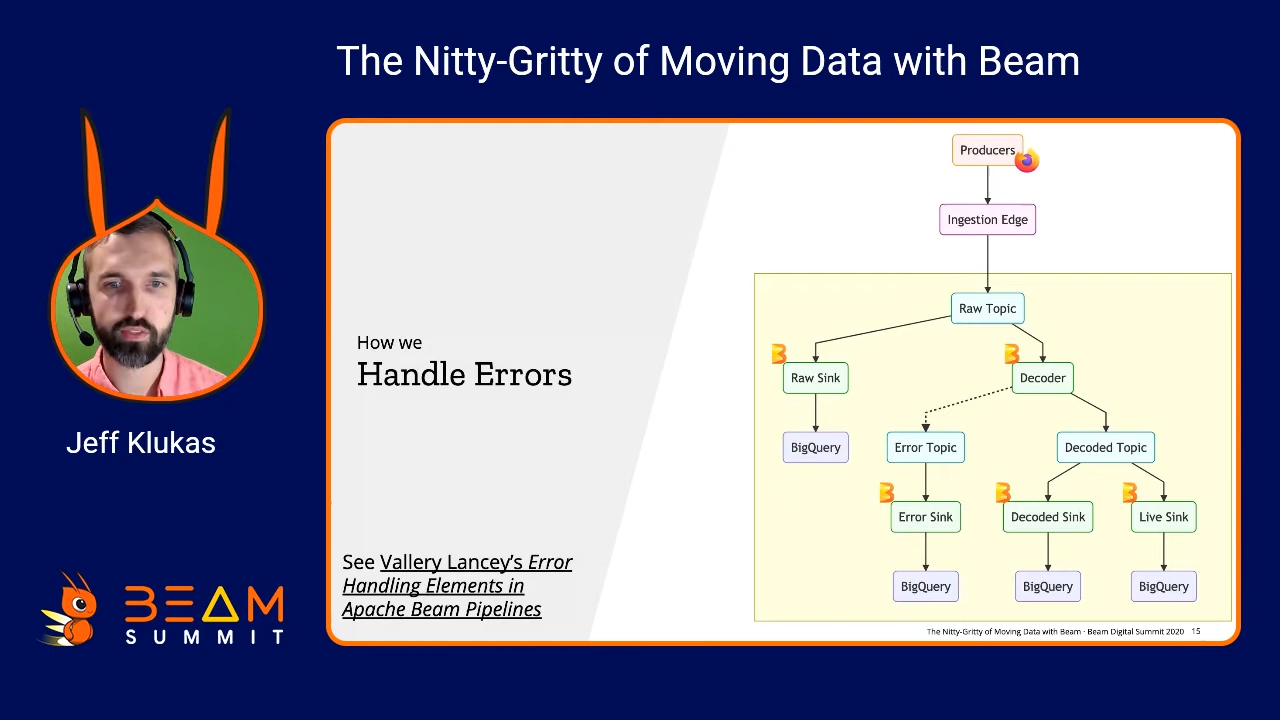 The Nitty-Gritty of Moving Data with Beam
Jeff Klukas
BEAM
SUMMIT
How we
Handle Errors
See Vallery Lancey's Error
Handling Elements in
Apache Beam Pipelines
Producers
Ingestion Edge
Raw Topic
Raw Sink
Decoder
BigQuery
Error Topic
Decoded Topic
Error Sink
Decoded Sink
Live Sink
BigQuery
BigQuery
BigQuery
The Nitty-Gritty of Moving Data with Beam · Beam Digital Summit 2020 15